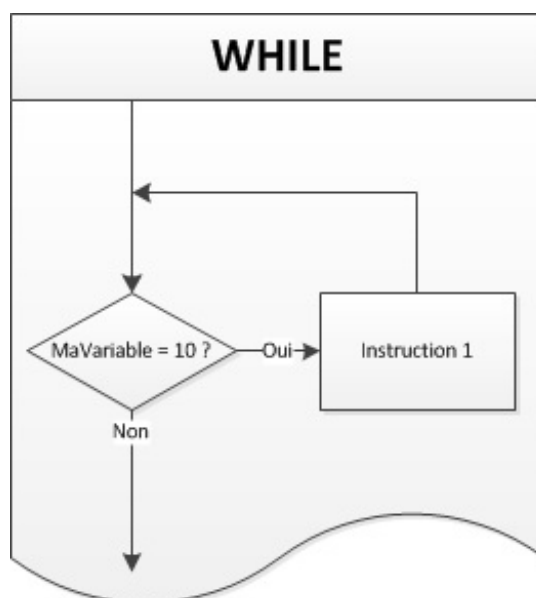 WHILE
MaVariable = 10 ?
Oui
Instruction 1
Non